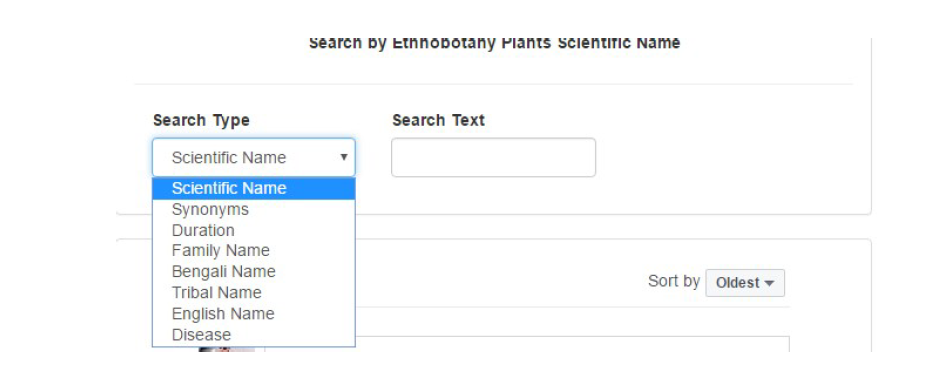 Search by Ethnobotany Plants Scientific Name
Search Type
Search Text
Scientific Name
Scientific Name
Synonyms
Duration
Family Name
Bengali Name
Tribal Name
English Name
Disease
Sort by Oldest